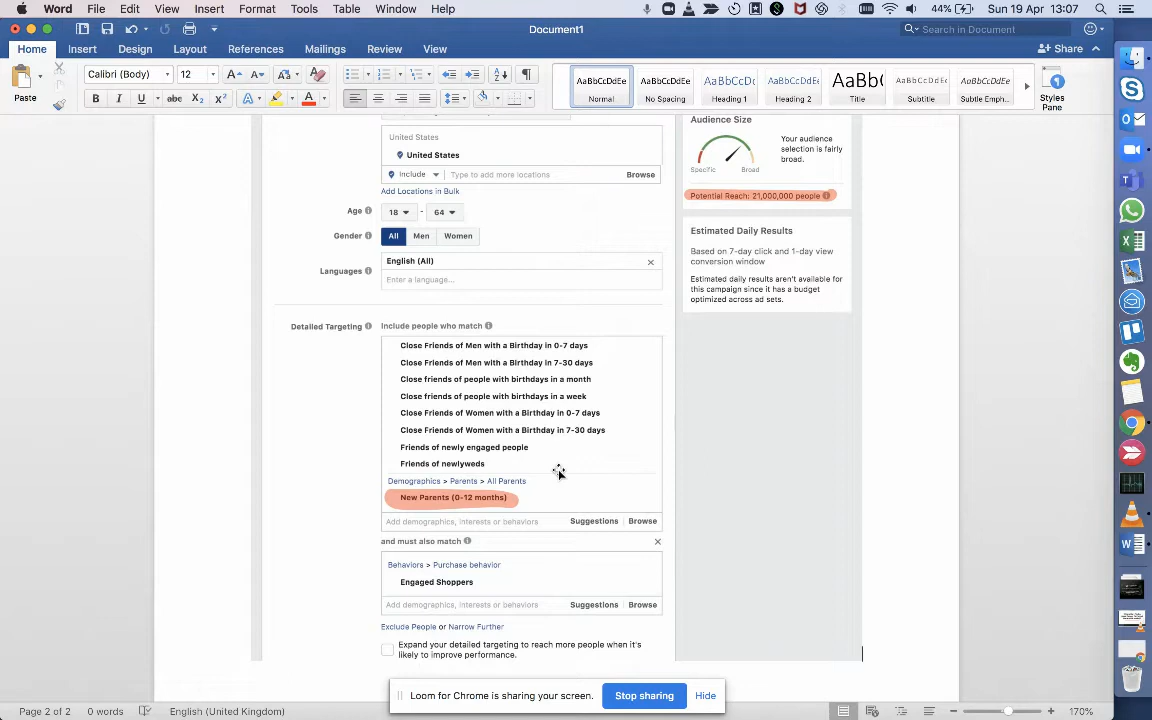 Word File Edit View Insert Format Tools Table Window Help
44% Sun 19 Apr 13:07
Document1
Search in Document
Home Insert Design Layout References Mailings Review View
Share
Paste
Calibri (Body) 12
AaBbCcDdEe AaBbCcDdEe AaBbCcDc AaBbCcDdEe AaBbC AaBbCcDdEe AaBbCcDdEe
Normal No Spacing Heading 1 Heading 2 Title Subtitle Subtle Emph...
Styles
Pane
United States
United States
Include Type to add more locations Browse
Add Locations in Bulk
Age 18 - 64
Gender All Men Women
Languages English (All)
Enter a language...
Detailed Targeting Include people who match
Close Friends of Men with a Birthday in 0-7 days
Close Friends of Men with a Birthday in 7-30 days
Close friends of people with birthdays in a month
Close friends of people with birthdays in a week
Close Friends of Women with a Birthday in 0-7 days
Close Friends of Women with a Birthday in 7-30 days
Friends of newly engaged people
Friends of newlyweds
Demographics > Parents > All Parents
New Parents (0-12 months)
Add demographics, interests or behaviors Suggestions Browse
and must also match
Behaviors > Purchase behavior
Engaged Shoppers
Add demographics, interests or behaviors Suggestions Browse
Exclude People or Narrow Further
Expand your detailed targeting to reach more people when it's
likely to improve performance.
Audience Size
Your audience
selection is fairly
broad.
Specific Broad
Potential Reach: 21,000,000 people
Estimated Daily Results
Based on 7-day click and 1-day view
conversion window
Estimated daily results aren't available for
this campaign since it has a budget
optimized across ad sets.
Loom for Chrome is sharing your screen. Stop sharing Hide
Page 2 of 2 0 words English (United Kingdom) 170%